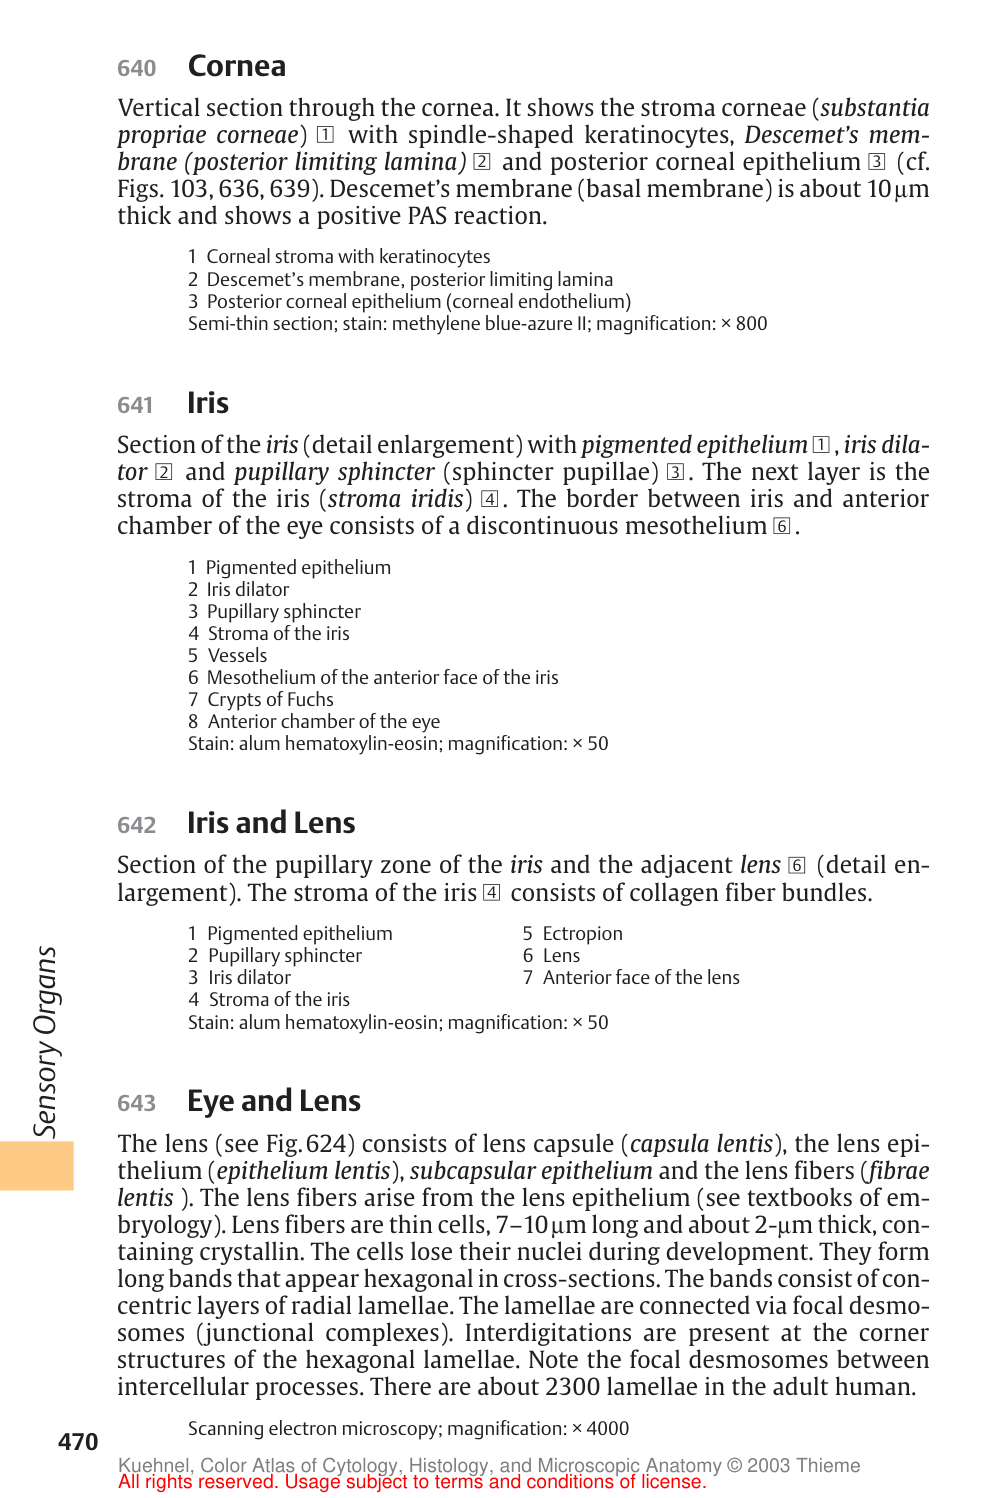 640 Cornea
Vertical section through the cornea. It shows the stroma corneae (substantia
propriae corneae) 1 with spindle-shaped keratinocytes, Descemet's mem-
brane (posterior limiting lamina) 2 and posterior corneal epithelium 3 (cf.
Figs. 103, 636, 639). Descemet's membrane (basal membrane) is about 10 μm
thick and shows a positive PAS reaction.
1 Corneal stroma with keratinocytes
2 Descemet's membrane, posterior limiting lamina
3 Posterior corneal epithelium (corneal endothelium)
Semi-thin section; stain: methylene blue-azure II; magnification: × 800
641 Iris
Section of the iris (detail enlargement) with pigmented epithelium 1, iris dila-
tor 2 and pupillary sphincter (sphincter pupillae) 3. The next layer is the
stroma of the iris (stroma iridis) 4. The border between iris and anterior
chamber of the eye consists of a discontinuous mesothelium 6.
1 Pigmented epithelium
2 Iris dilator
3 Pupillary sphincter
4 Stroma of the iris
5 Vessels
6 Mesothelium of the anterior face of the iris
7 Crypts of Fuchs
8 Anterior chamber of the eye
Stain: alum hematoxylin-eosin; magnification: × 50
642 Iris and Lens
Section of the pupillary zone of the iris and the adjacent lens 6 (detail en-
largement). The stroma of the iris 4 consists of collagen fiber bundles.
1 Pigmented epithelium
2 Pupillary sphincter
3 Iris dilator
4 Stroma of the iris
5 Ectropion
6 Lens
7 Anterior face of the lens
Stain: alum hematoxylin-eosin; magnification: × 50
643 Eye and Lens
The lens (see Fig. 624) consists of lens capsule (capsula lentis), the lens epi-
thelium (epithelium lentis), subcapsular epithelium and the lens fibers (fibrae
lentis ). The lens fibers arise from the lens epithelium (see textbooks of em-
bryology). Lens fibers are thin cells, 7–10 μm long and about 2-μm thick, con-
taining crystallin. The cells lose their nuclei during development. They form
long bands that appear hexagonal in cross-sections. The bands consist of con-
centric layers of radial lamellae. The lamellae are connected via focal desmo-
somes (junctional complexes). Interdigitations are present at the corner
structures of the hexagonal lamellae. Note the focal desmosomes between
intercellular processes. There are about 2300 lamellae in the adult human.
Scanning electron microscopy; magnification: × 4000
Sensory Organs
470
Kuehnel, Color Atlas of Cytology, Histology, and Microscopic Anatomy © 2003 Thieme
All rights reserved. Usage subject to terms and conditions of license.